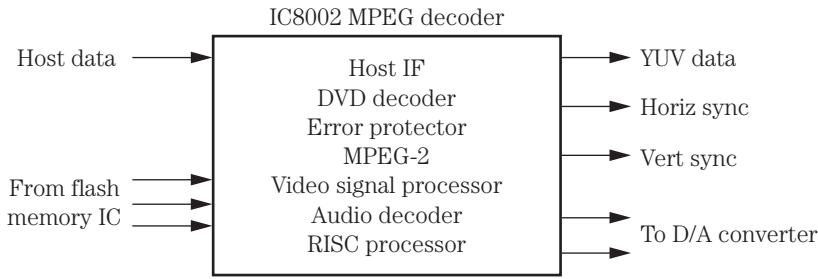 IC8002 MPEG decoder
Host data
From flash
memory IC
Host IF
DVD decoder
Error protector
MPEG-2
Video signal processor
Audio decoder
RISC processor
YUV data
Horiz sync
Vert sync
To D/A converter